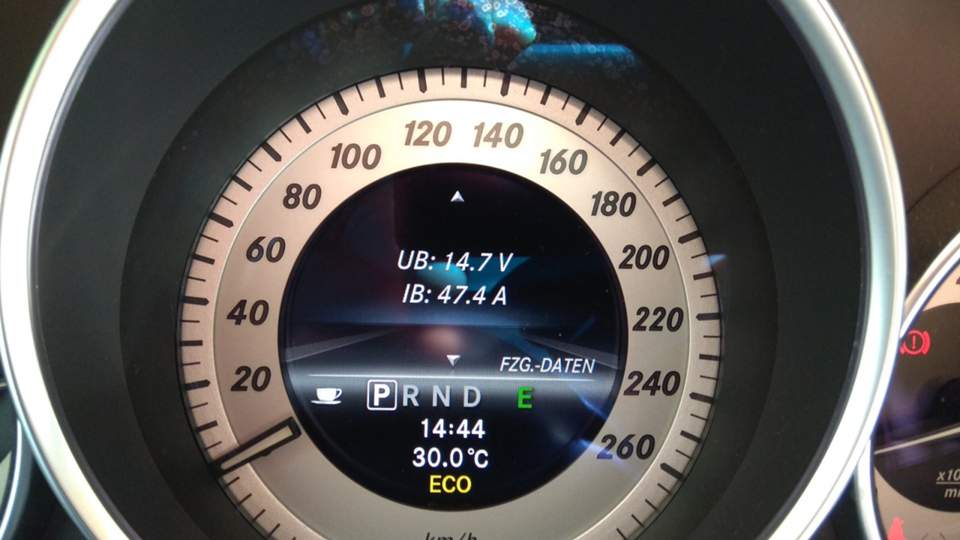 120 140
100 160
80 180
60 200
40 220
20 240
260
UB: 14.7 V
IB: 47.4 A
FZG.-DATEN
P R N D E
14:44
30.0°C
ECO
km/h